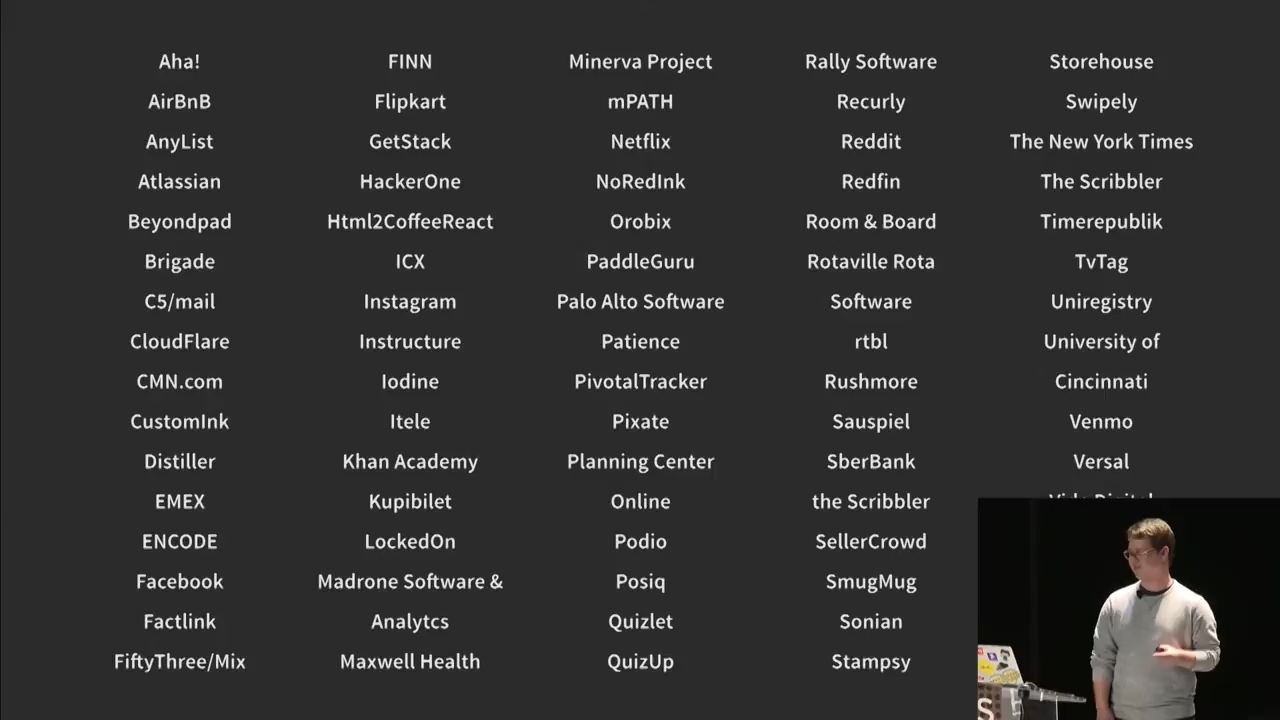 Aha!
AirBnB
AnyList
Atlassian
Beyondpad
Brigade
C5/mail
CloudFlare
CMN.com
CustomInk
Distiller
EMEX
ENCODE
Facebook
Factlink
FiftyThree/Mix
FINN
Flipkart
GetStack
HackerOne
Html2CoffeeReact
ICX
Instagram
Instructure
Iodine
Itele
Khan Academy
Kupibilet
LockedOn
Madrone Software &
Analytcs
Maxwell Health
Minerva Project
mPATH
Netflix
NoRedInk
Orobix
PaddleGuru
Palo Alto Software
Patience
PivotalTracker
Pixate
Planning Center
Online
Podio
Posiq
Quizlet
QuizUp
Rally Software
Recurly
Reddit
Redfin
Room & Board
Rotaville Rota
Software
rtbl
Rushmore
Sauspiel
SberBank
the Scribbler
SellerCrowd
SmugMug
Sonian
Stampsy
Storehouse
Swipely
The New York Times
The Scribbler
Timerepublik
TvTag
Uniregistry
University of
Cincinnati
Venmo
Versal